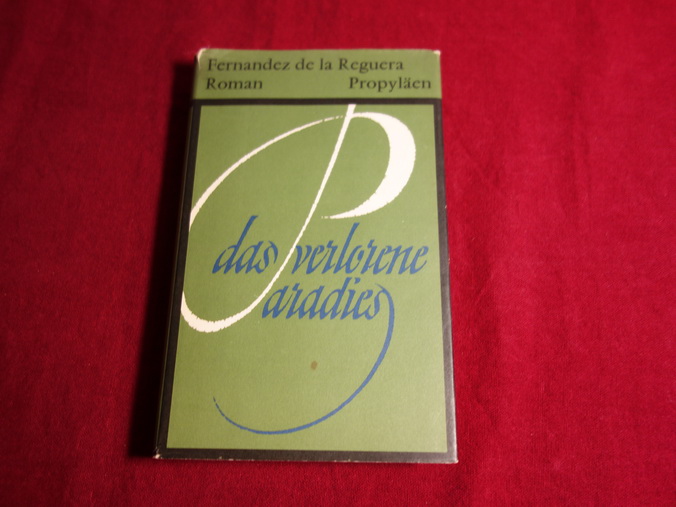 Fernandez de la Reguera
Roman Propyläen
das verlorene
Paradies